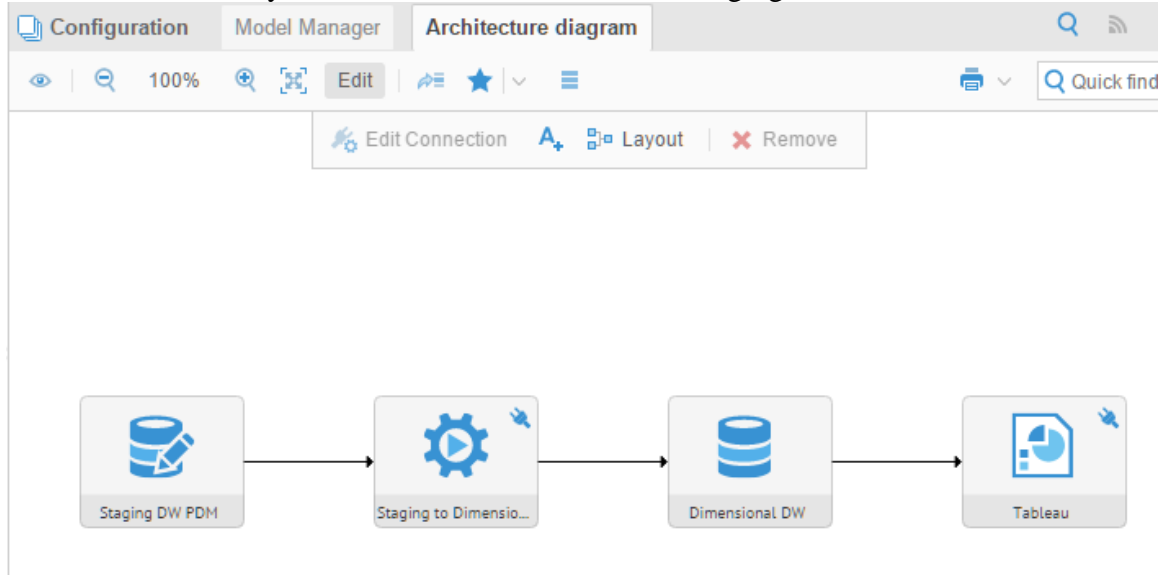 Configuration Model Manager Architecture diagram
100% Edit Quick find
Edit Connection A+ Layout Remove
Staging DW PDM Staging to Dimensio... Dimensional DW Tableau